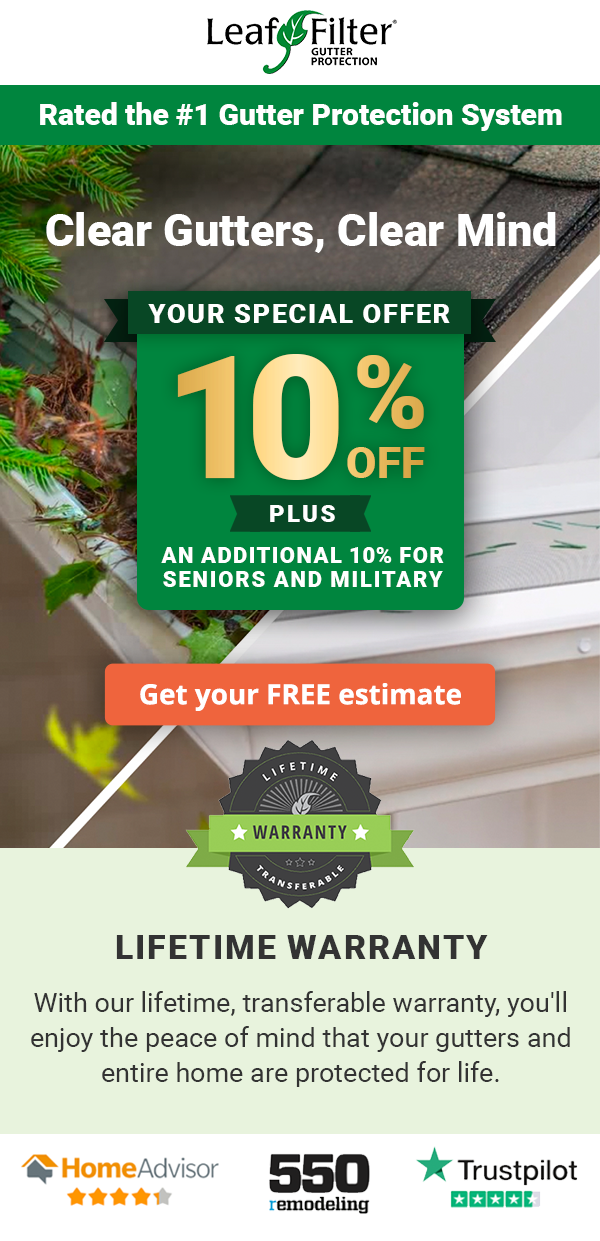 Leaf Filter®
GUTTER
PROTECTION
Rated the #1 Gutter Protection System
Clear Gutters, Clear Mind
YOUR SPECIAL OFFER
10% OFF
PLUS
AN ADDITIONAL 10% FOR
SENIORS AND MILITARY
Get your FREE estimate
LIFETIME
WARRANTY
TRANSFERABLE
LIFETIME WARRANTY
With our lifetime, transferable warranty, you'll
enjoy the peace of mind that your gutters and
entire home are protected for life.
HomeAdvisor
550
remodeling
Trustpilot